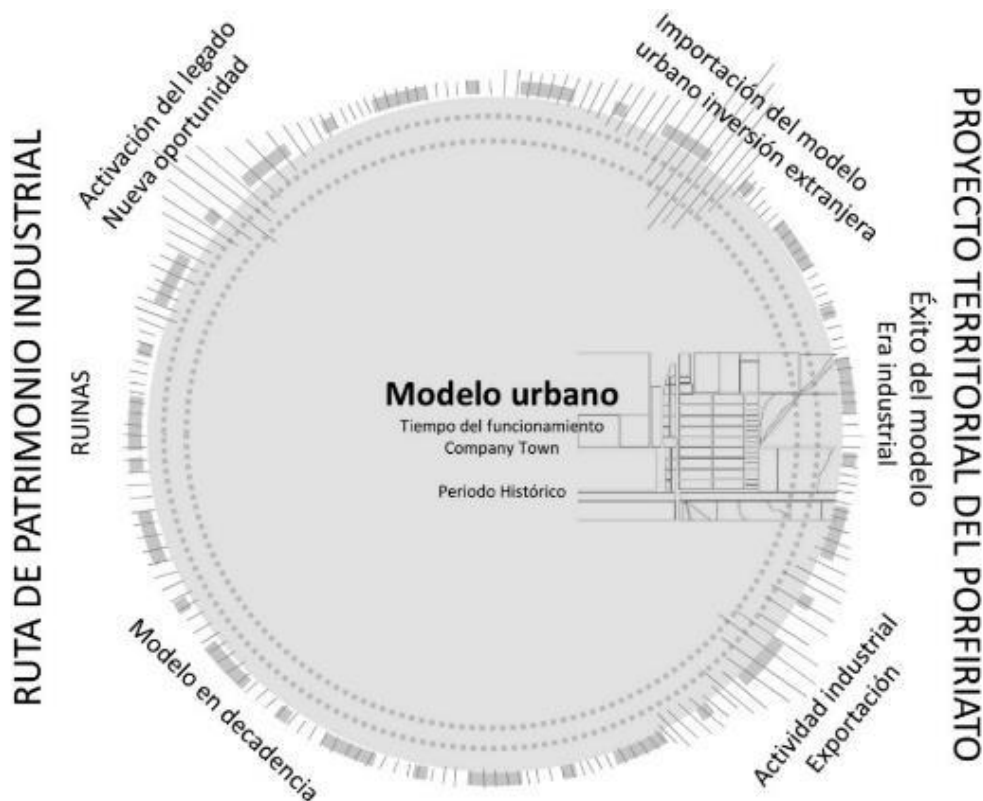 RUTA DE PATRIMONIO INDUSTRIAL
Activación del legado
Nueva oportunidad
RUINAS
Modelo en decadencia
Modelo urbano
Tiempo del funcionamiento
Company Town
Periodo Histórico
Importación del modelo
urbano inversión extranjera
Éxito del modelo
Era industrial
Actividad industrial
Exportación
PROYECTO TERRITORIAL DEL PORFIRIATO